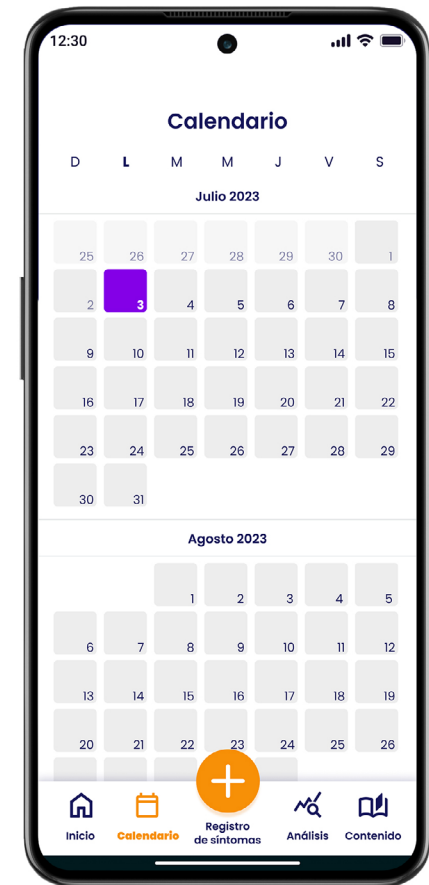 12:30
Calendario
D L M M J V S
Julio 2023
25 26 27 28 29 30 1
2 3 4 5 6 7 8
9 10 11 12 13 14 15
16 17 18 19 20 21 22
23 24 25 26 27 28 29
30 31
Agosto 2023
1 2 3 4 5
6 7 8 9 10 11 12
13 14 15 16 17 18 19
20 21 22 23 24 25 26
Inicio Calendario Registro de síntomas Análisis Contenido